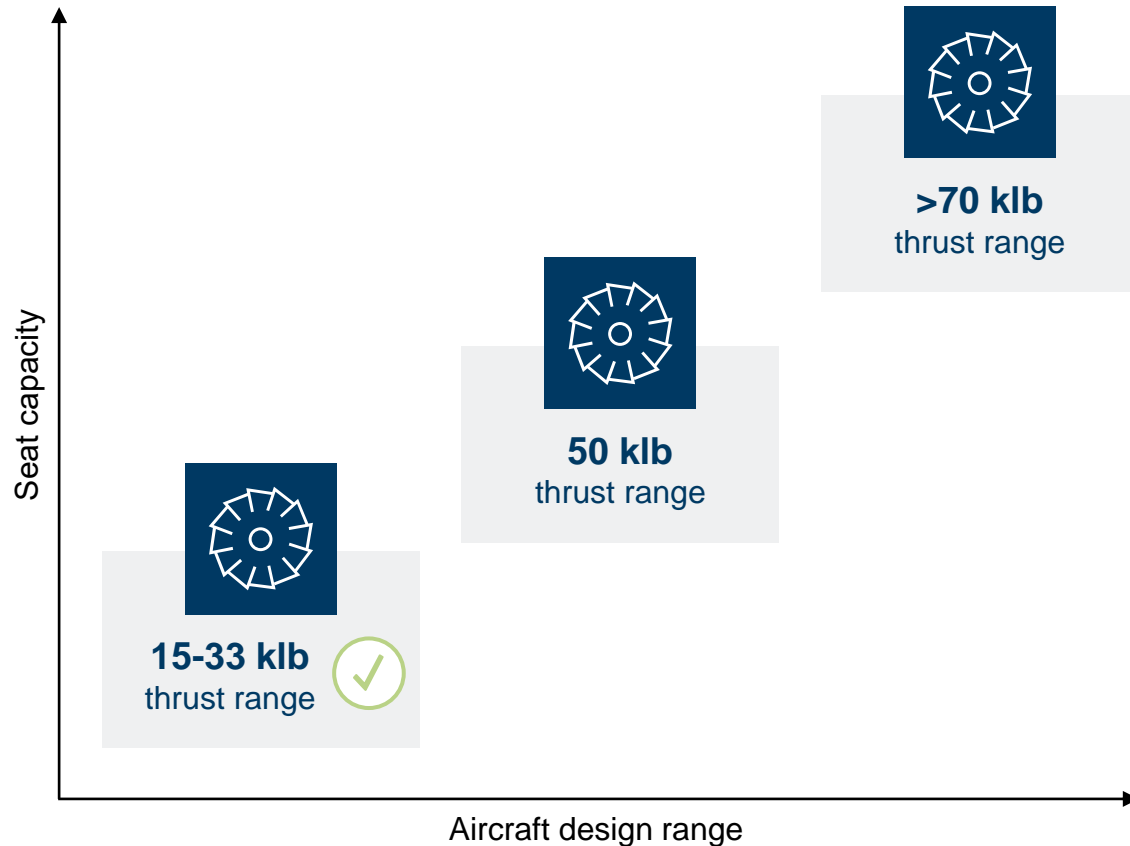 >70 klb
thrust range
50 klb
thrust range
15-33 klb
thrust range
Seat capacity
Aircraft design range